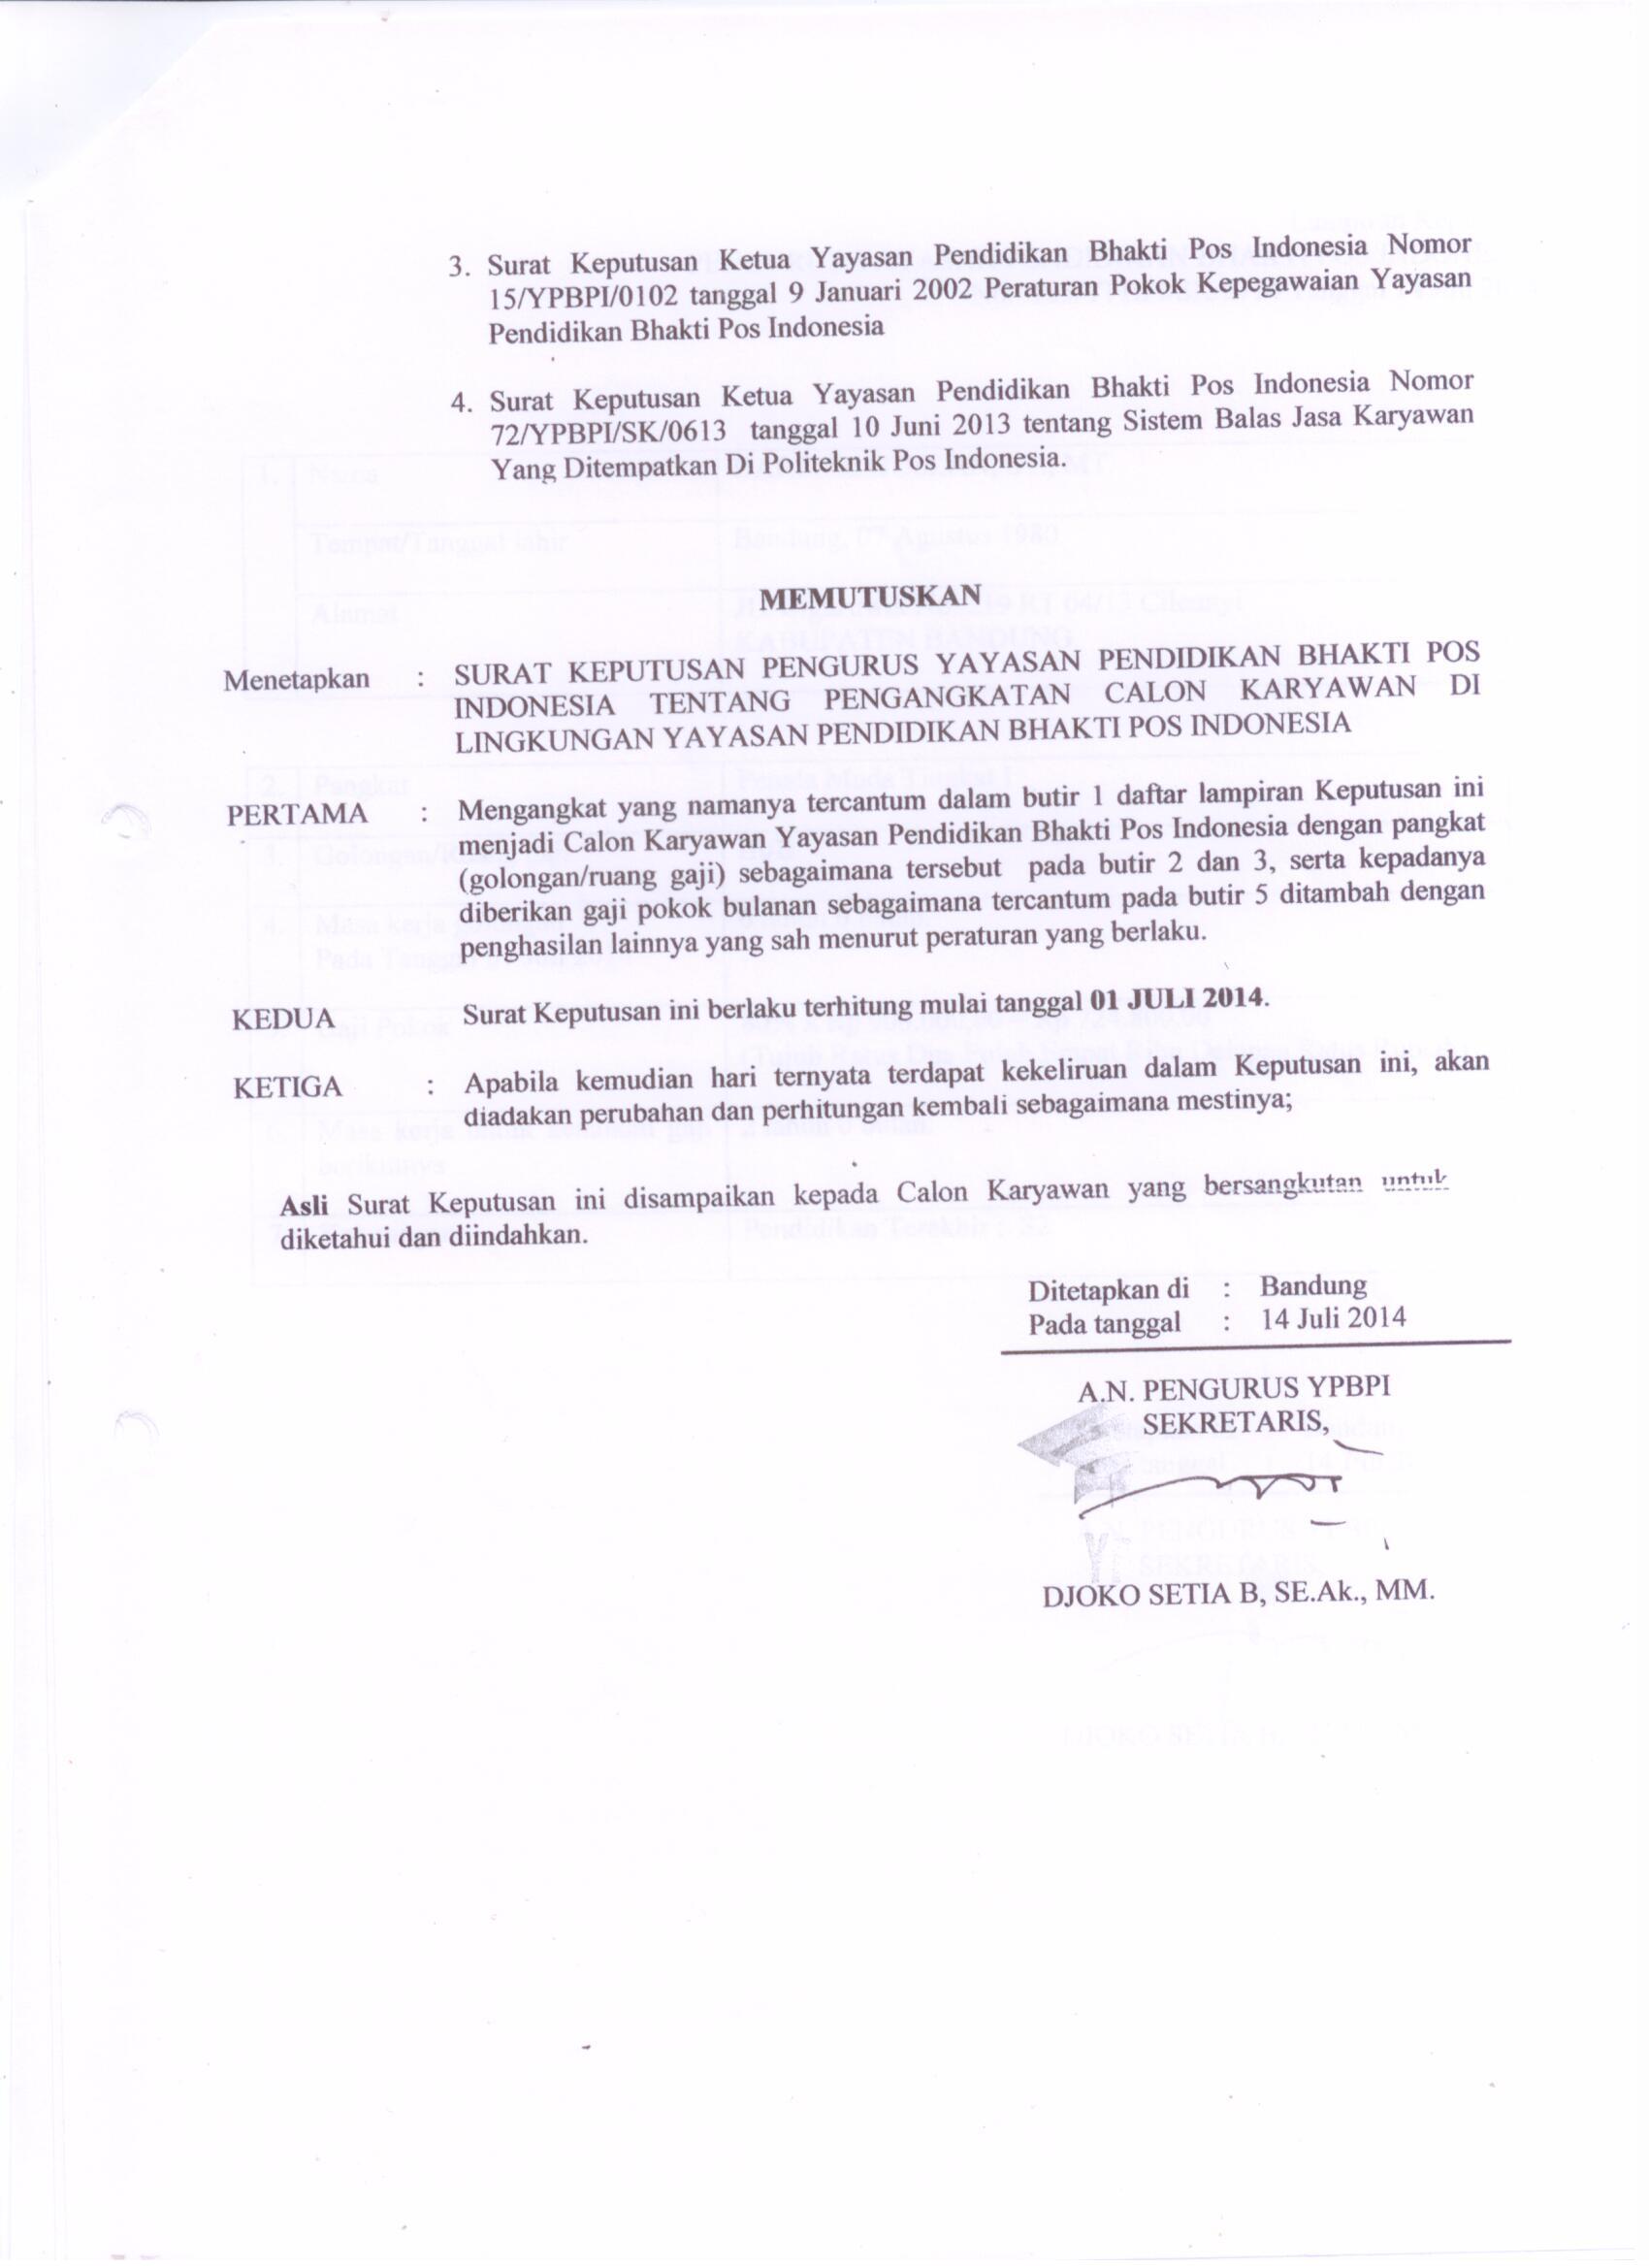 3. Surat Keputusan Ketua Yayasan Pendidikan Bhakti Pos Indonesia Nomor
15/YPBPI/0102 tanggal 9 Januari 2002 Peraturan Pokok Kepegawaian Yayasan
Pendidikan Bhakti Pos Indonesia
4. Surat Keputusan Ketua Yayasan Pendidikan Bhakti Pos Indonesia Nomor
72/YPBPI/SK/0613 tanggal 10 Juni 2013 tentang Sistem Balas Jasa Karyawan
Yang Ditempatkan Di Politeknik Pos Indonesia.
MEMUTUSKAN
Menetapkan : SURAT KEPUTUSAN PENGURUS YAYASAN PENDIDIKAN BHAKTI POS
INDONESIA TENTANG PENGANGKATAN CALON KARYAWAN DI
LINGKUNGAN YAYASAN PENDIDIKAN BHAKTI POS INDONESIA
PERTAMA : Mengangkat yang namanya tercantum dalam butir 1 daftar lampiran Keputusan ini
menjadi Calon Karyawan Yayasan Pendidikan Bhakti Pos Indonesia dengan pangkat
(golongan/ruang gaji) sebagaimana tersebut pada butir 2 dan 3, serta kepadanya
diberikan gaji pokok bulanan sebagaimana tercantum pada butir 5 ditambah dengan
penghasilan lainnya yang sah menurut peraturan yang berlaku.
KEDUA Surat Keputusan ini berlaku terhitung mulai tanggal 01 JULI 2014.
KETIGA : Apabila kemudian hari ternyata terdapat kekeliruan dalam Keputusan ini, akan
diadakan perubahan dan perhitungan kembali sebagaimana mestinya;
Asli Surat Keputusan ini disampaikan kepada Calon Karyawan yang bersangkutan untuk
diketahui dan diindahkan.
Ditetapkan di : Bandung
Pada tanggal : 14 Juli 2014
A.N. PENGURUS YPBPI
SEKRETARIS,
DJOKO SETIA B, SE.Ak., MM.